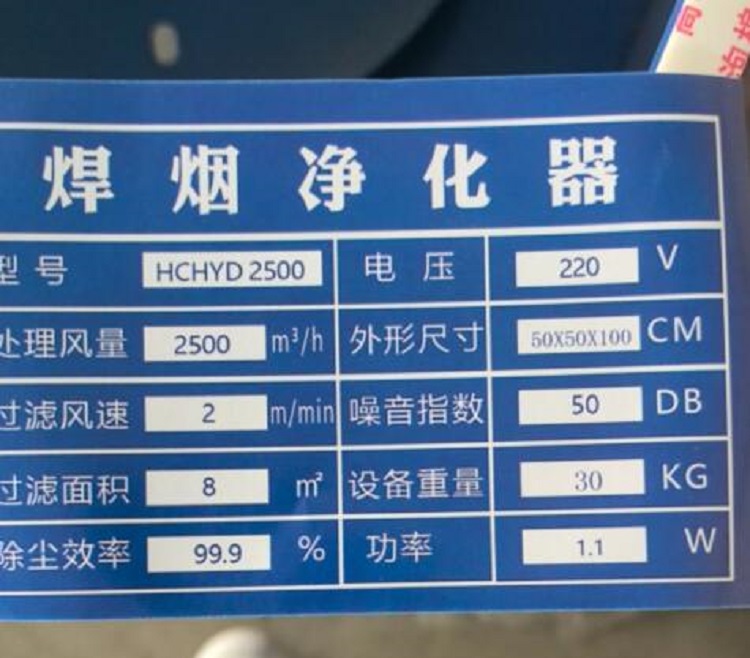 焊烟净化器
型号 HCHYD 2500 电压 220 V
处理风量 2500 m³/h 外形尺寸 50X50X100 CM
过滤风速 2 m/min 噪音指数 50 DB
过滤面积 8 m² 设备重量 30 KG
除尘效率 99.9 % 功率 1.1 W